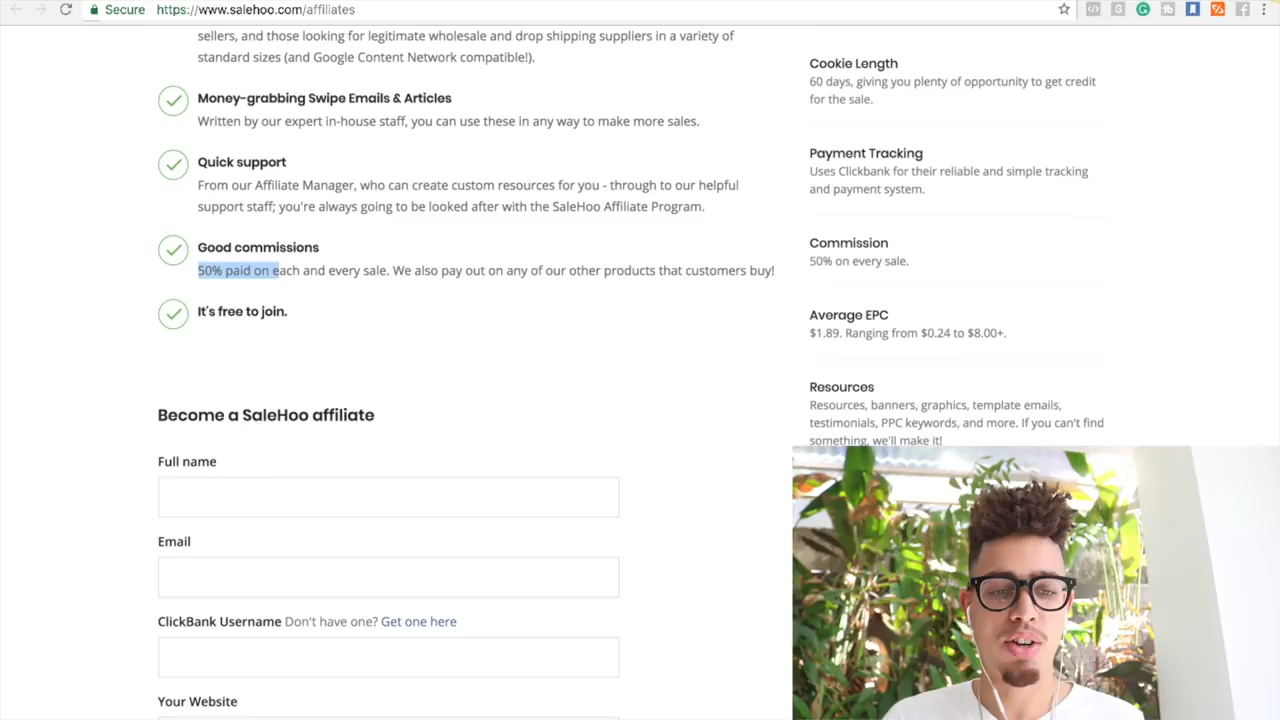 Secure https://www.salehoo.com/affiliates
sellers, and those looking for legitimate wholesale and drop shipping suppliers in a variety of
standard sizes (and Google Content Network compatible!).
Money-grabbing Swipe Emails & Articles
Written by our expert in-house staff, you can use these in any way to make more sales.
Quick support
From our Affiliate Manager, who can create custom resources for you - through to our helpful
support staff; you're always going to be looked after with the SaleHoo Affiliate Program.
Good commissions
50% paid on each and every sale. We also pay out on any of our other products that customers buy!
It's free to join.
Become a SaleHoo affiliate
Full name
Email
ClickBank Username Don't have one? Get one here
Your Website
Cookie Length
60 days, giving you plenty of opportunity to get credit
for the sale.
Payment Tracking
Uses Clickbank for their reliable and simple tracking
and payment system.
Commission
50% on every sale.
Average EPC
$1.89. Ranging from $0.24 to $8.00+.
Resources
Resources, banners, graphics, template emails,
testimonials, PPC keywords, and more. If you can't find
something, we'll make it!